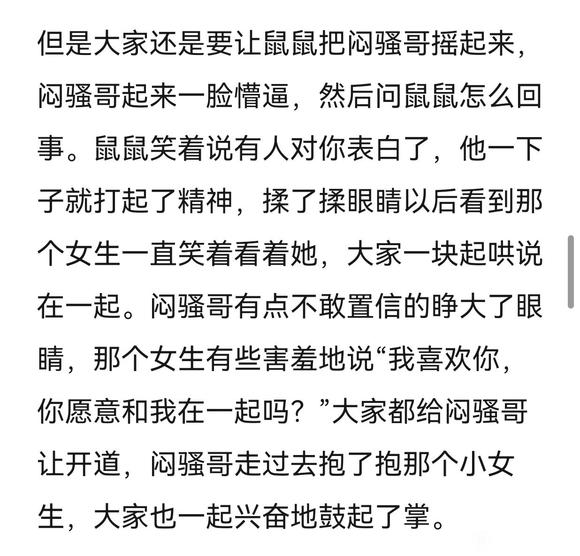 但是大家还是要让鼠鼠把闷骚哥摇起来，
闷骚哥起来一脸懵逼，然后问鼠鼠怎么回
事。鼠鼠笑着说有人对你表白了，他一下
子就打起了精神，揉了揉眼睛以后看到那
个女生一直笑着看着她，大家一块起哄说
在一起。闷骚哥有点不敢置信的睁大了眼
睛，那个女生有些害羞地说“我喜欢你，
你愿意和我在一起吗？”大家都给闷骚哥
让开道，闷骚哥走过去抱了抱那个小女
生，大家也一起兴奋地鼓起了掌。